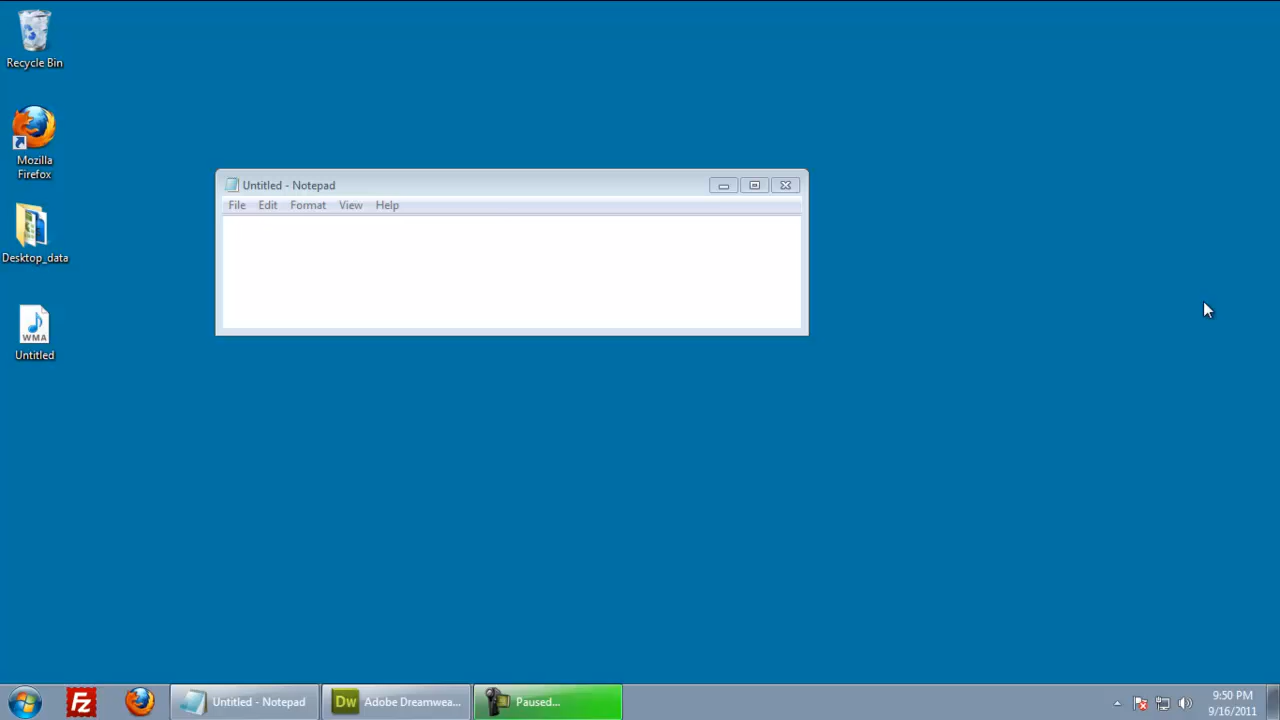 Recycle Bin
Mozilla
Firefox
Desktop_data
WMA
Untitled
Untitled - Notepad
File Edit Format View Help
Fz
Untitled - Notepad
Dw
Adobe Dreamwea...
Paused...
9:50 PM
9/16/2011